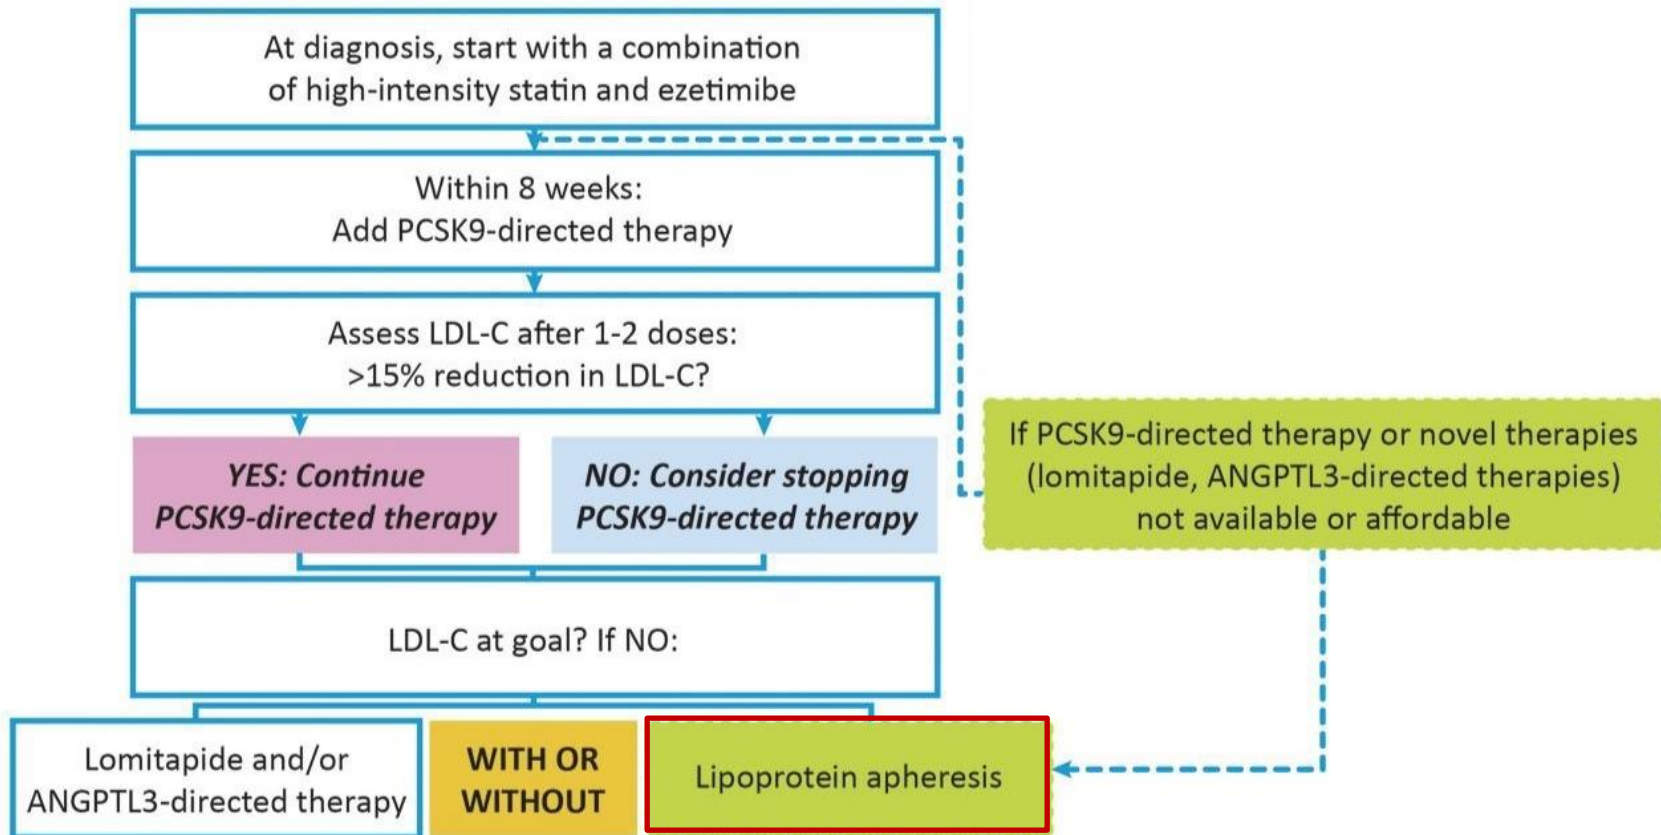 At diagnosis, start with a combination
of high-intensity statin and ezetimibe
Within 8 weeks:
Add PCSK9-directed therapy
Assess LDL-C after 1-2 doses:
>15% reduction in LDL-C?
YES: Continue
PCSK9-directed therapy
NO: Consider stopping
PCSK9-directed therapy
If PCSK9-directed therapy or novel therapies
(lomitapide, ANGPTL3-directed therapies)
not available or affordable
LDL-C at goal? If NO:
Lomitapide and/or
ANGPTL3-directed therapy
WITH OR
WITHOUT
Lipoprotein apheresis